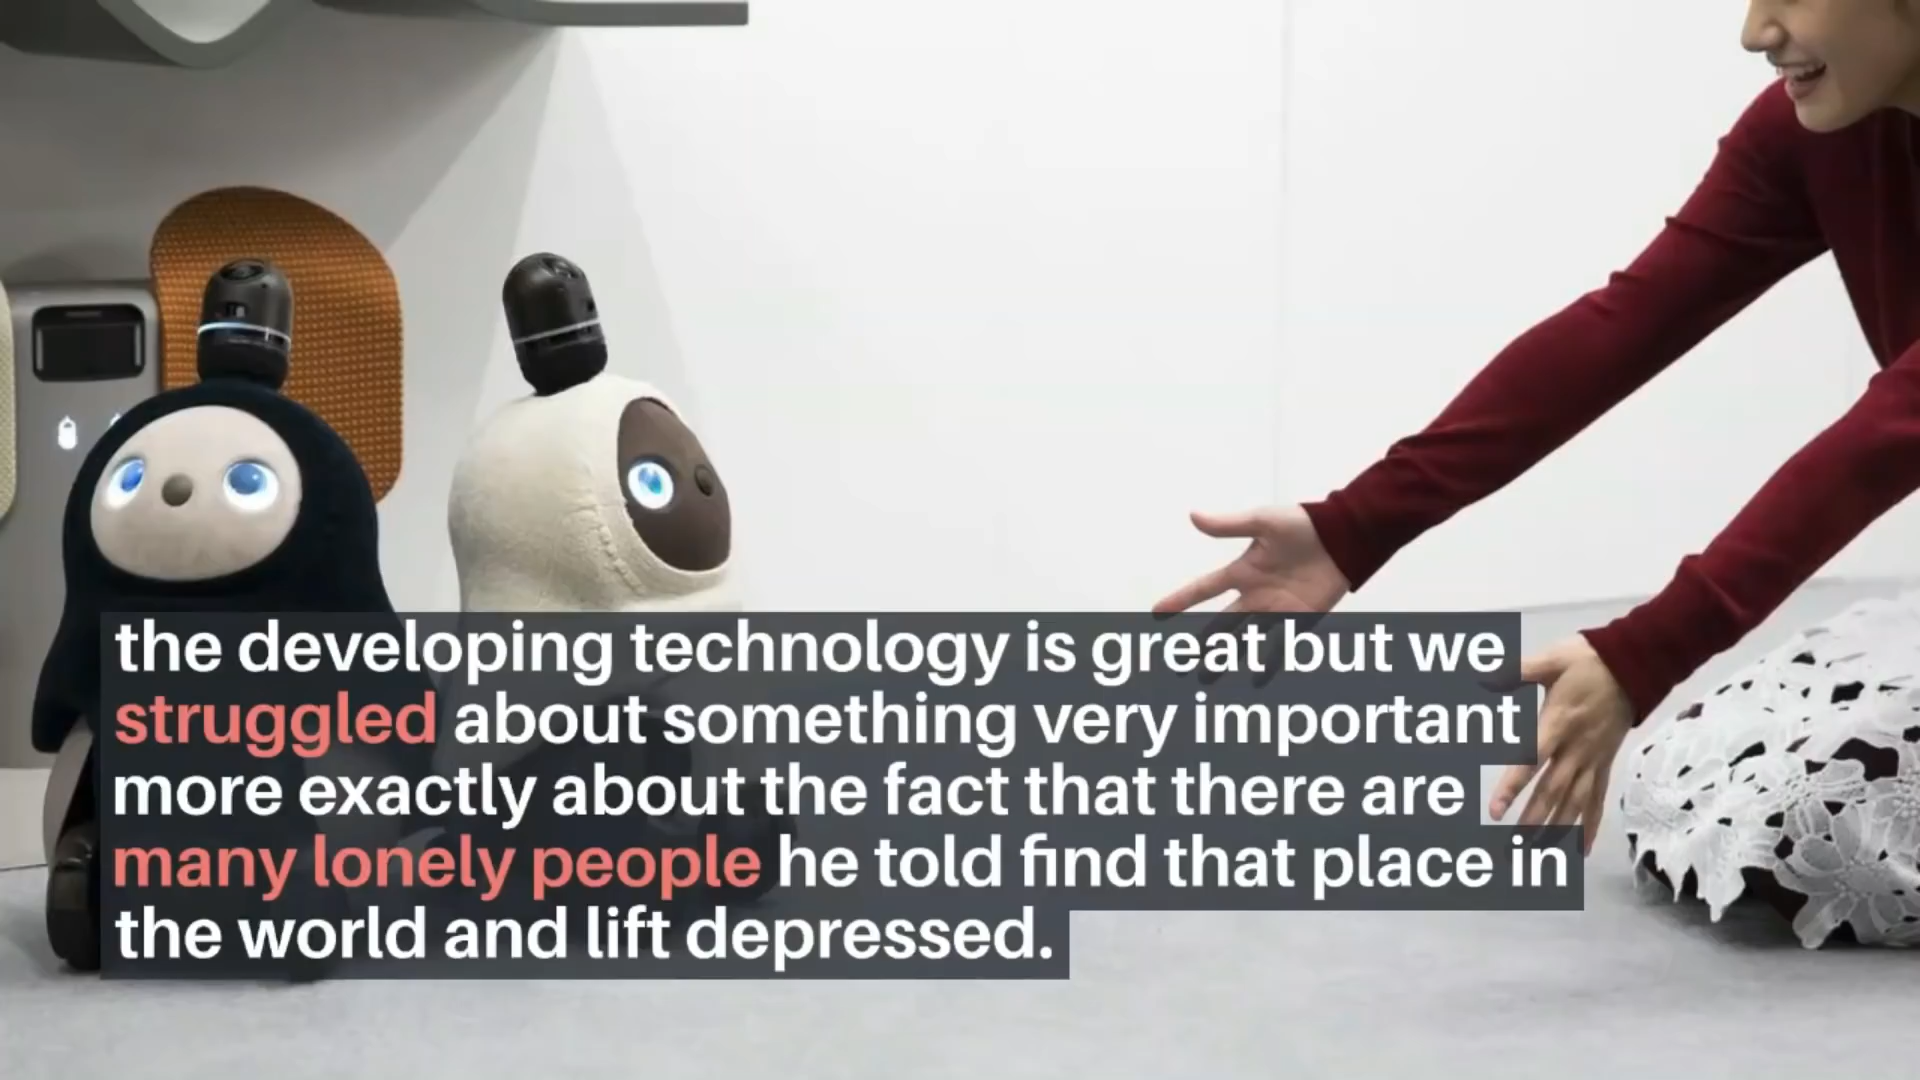 the developing technology is great but we
struggled about something very important
more exactly about the fact that there are
many lonely people he told find that place in
the world and lift depressed.